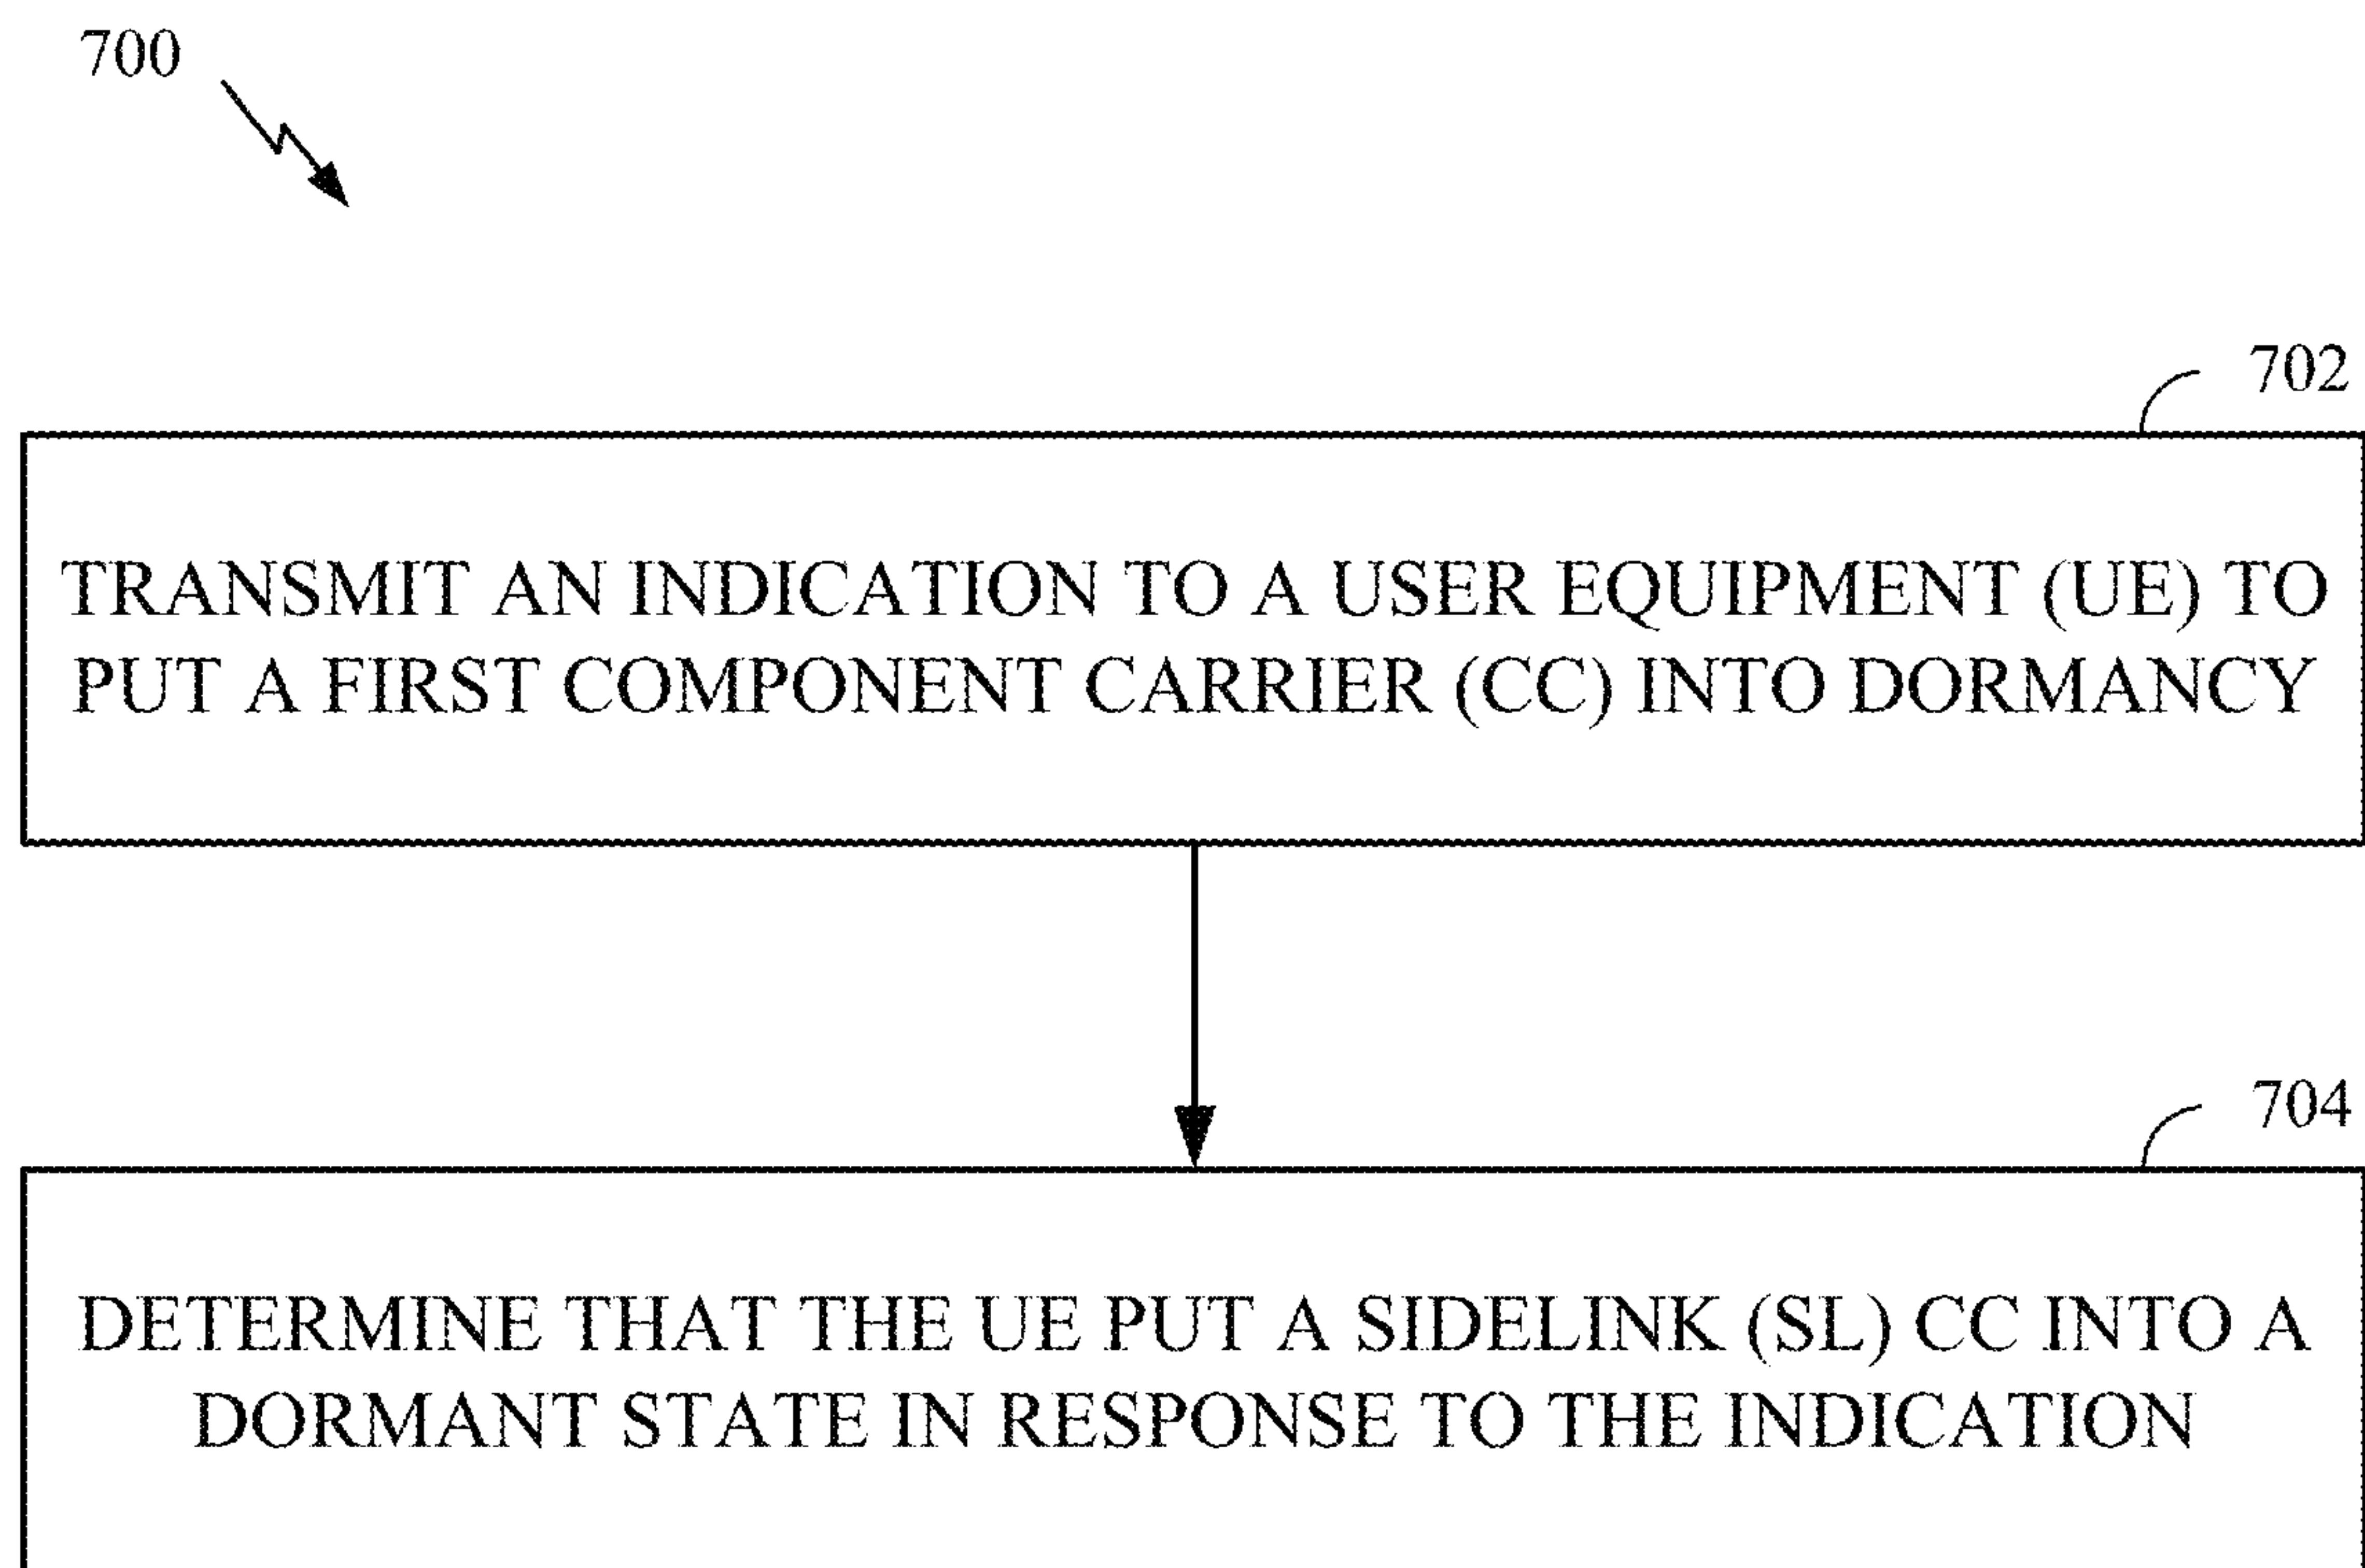 700
702
TRANSMIT AN INDICATION TO A USER EQUIPMENT (UE) TO
PUT A FIRST COMPONENT CARRIER (CC) INTO DORMANCY
704
DETERMINE THAT THE UE PUT A SIDELINK (SL) CC INTO A
DORMANT STATE IN RESPONSE TO THE INDICATION